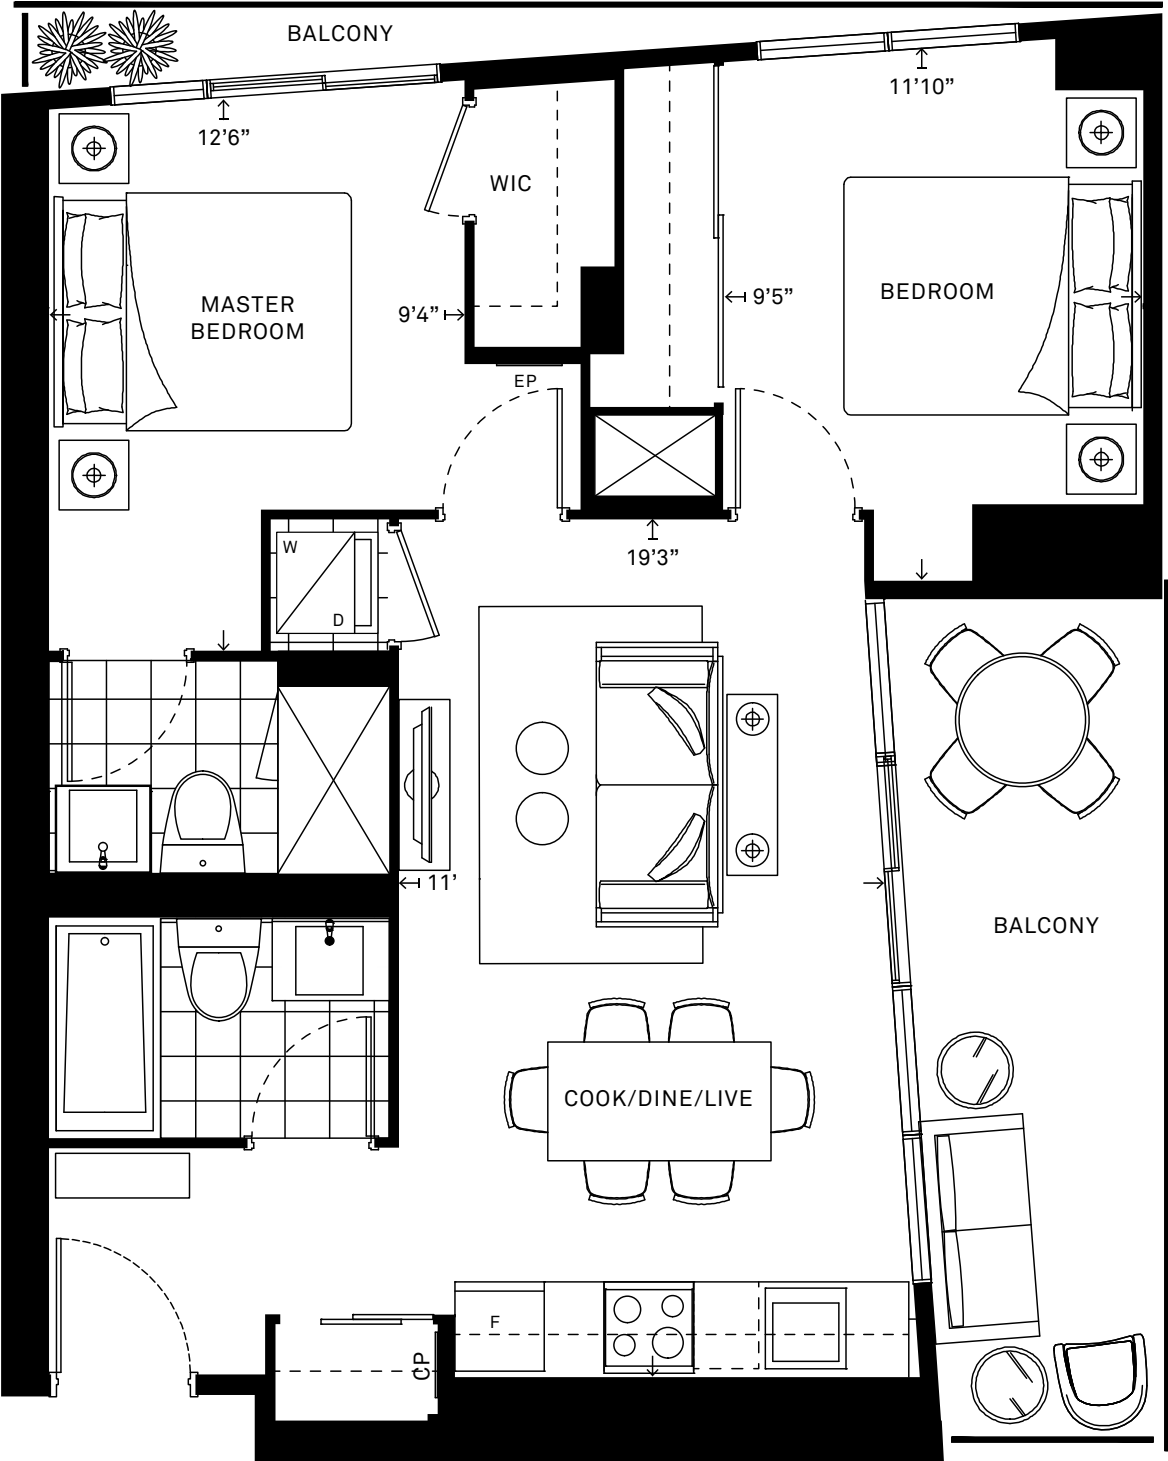 BALCONY
11’10”
12’6”
WIC
MASTER
BEDROOM
9’4”
9’5”
BEDROOM
EP
W
D
19’3”
11’
BALCONY
COOK/DINE/LIVE
F
CP